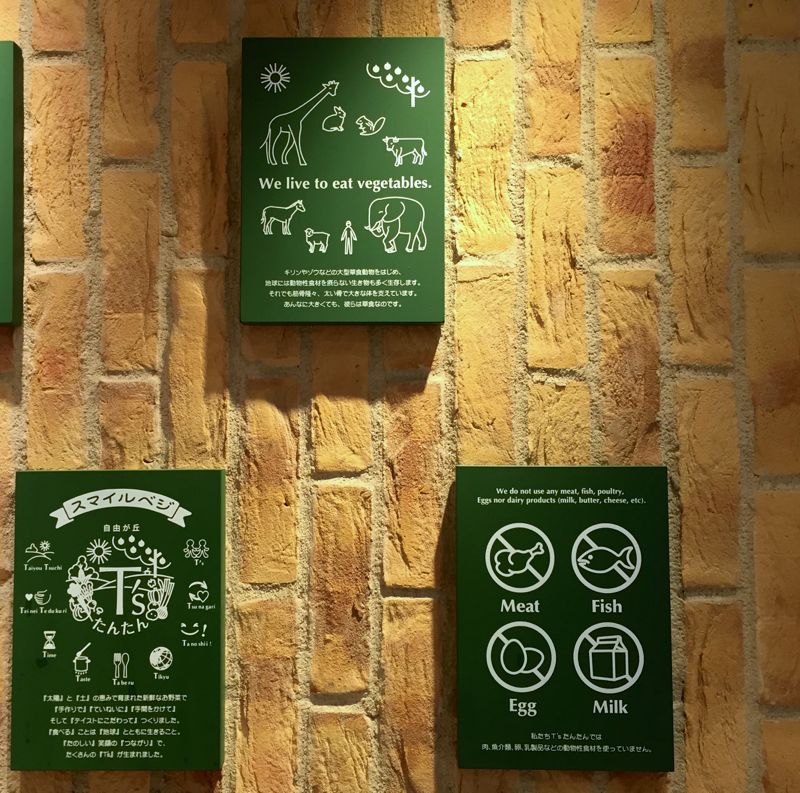 We live to eat vegetables.
キリンやゾウなどの大型草食動物をはじめ、
地球には動物性食材を摂らない生き物も多く生存します。
それでも筋骨隆々、太い骨で大きな体を支えています。
あんなに大きくても、彼らは草食なのです。
スマイルベジ
自由が丘
T's
たんたん
Taiyou Tsuchi
T's
Tei nei Te du ku ri
Tsu na gari
Time
Ta no shi i !
Taste
Ta be ru
Tikyu
『太陽』と『土』の恵みで育まれた新鮮なお野菜で
『手作りで』『ていねいに』『手間をかけて』
そして『テイストにこだわって』つくりました。
『食べる』ことは『地球』とともに生きること。
『たのしい』笑顔の『つながり』で、
たくさんの『T's』が生まれました。
We do not use any meat, fish, poultry,
Eggs nor dairy products (milk, butter, cheese, etc).
Meat
Fish
Egg
Milk
私たちT'sたんたんでは
肉、魚介類、卵、乳製品などの動物性食材を使っていません。